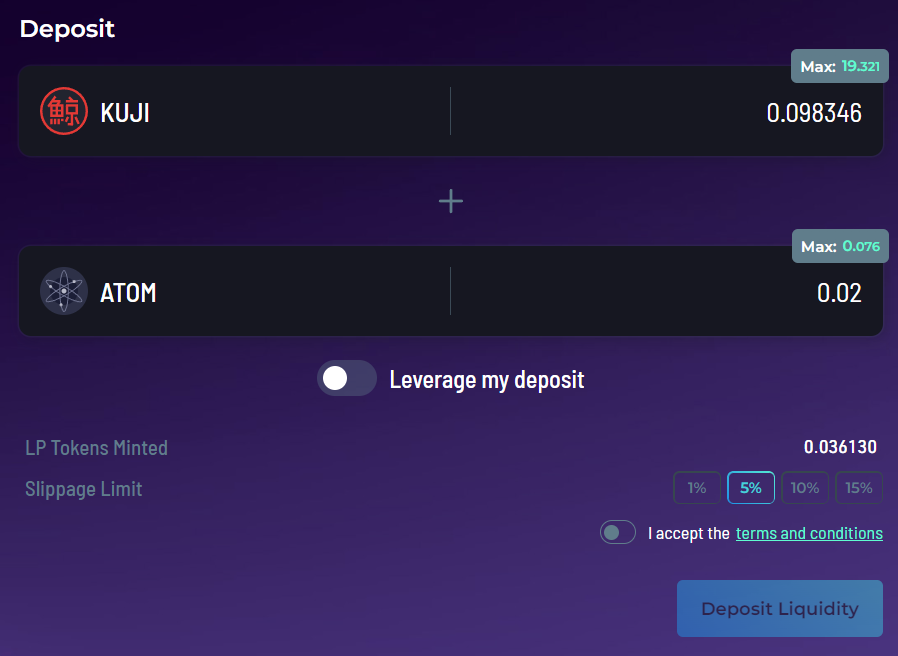 Deposit
Max: 19.321
鯨 KUJI 0.098346
+
Max: 0.076
ATOM 0.02
Leverage my deposit
LP Tokens Minted 0.036130
Slippage Limit 1% 5% 10% 15%
I accept the terms and conditions
Deposit Liquidity